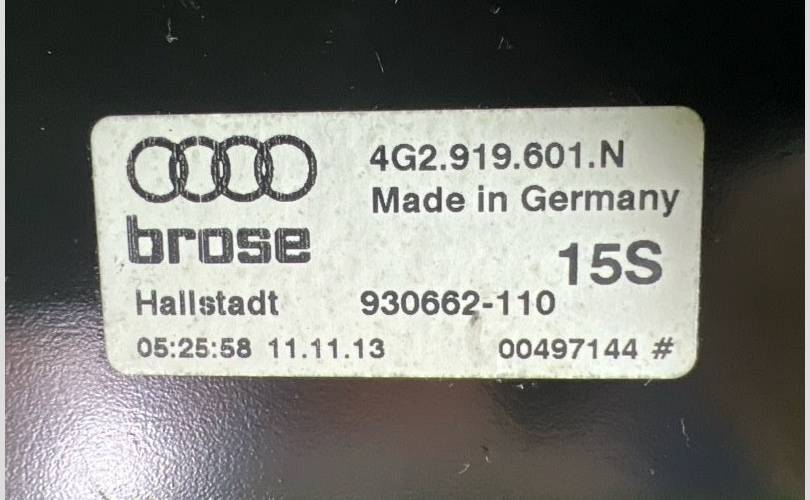 4G2.919.601.N
Made in Germany
brose
15S
Hallstadt 930662-110
05:25:58 11.11.13 00497144 #